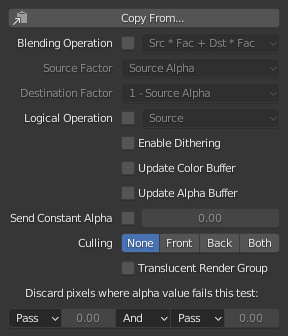 Copy From...
Blending Operation Src * Fac + Dst * Fac
Source Factor Source Alpha
Destination Factor 1 - Source Alpha
Logical Operation Source
Enable Dithering
Update Color Buffer
Update Alpha Buffer
Send Constant Alpha 0.00
Culling None Front Back Both
Translucent Render Group
Discard pixels where alpha value fails this test:
Pass 0.00 And Pass 0.00